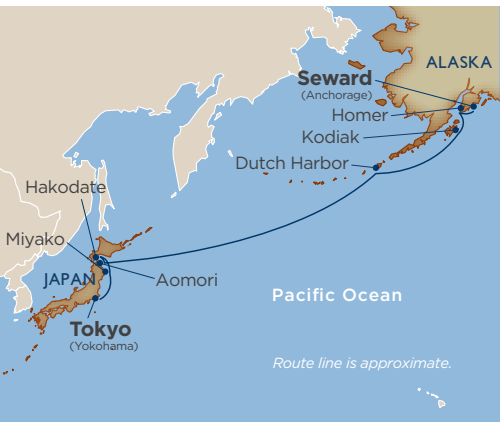 ALASKA
Seward
(Anchorage)
Homer
Kodiak
Dutch Harbor
Hakodate
Miyako
JAPAN
Aomori
Pacific Ocean
Tokyo
(Yokohama)
Route line is approximate.